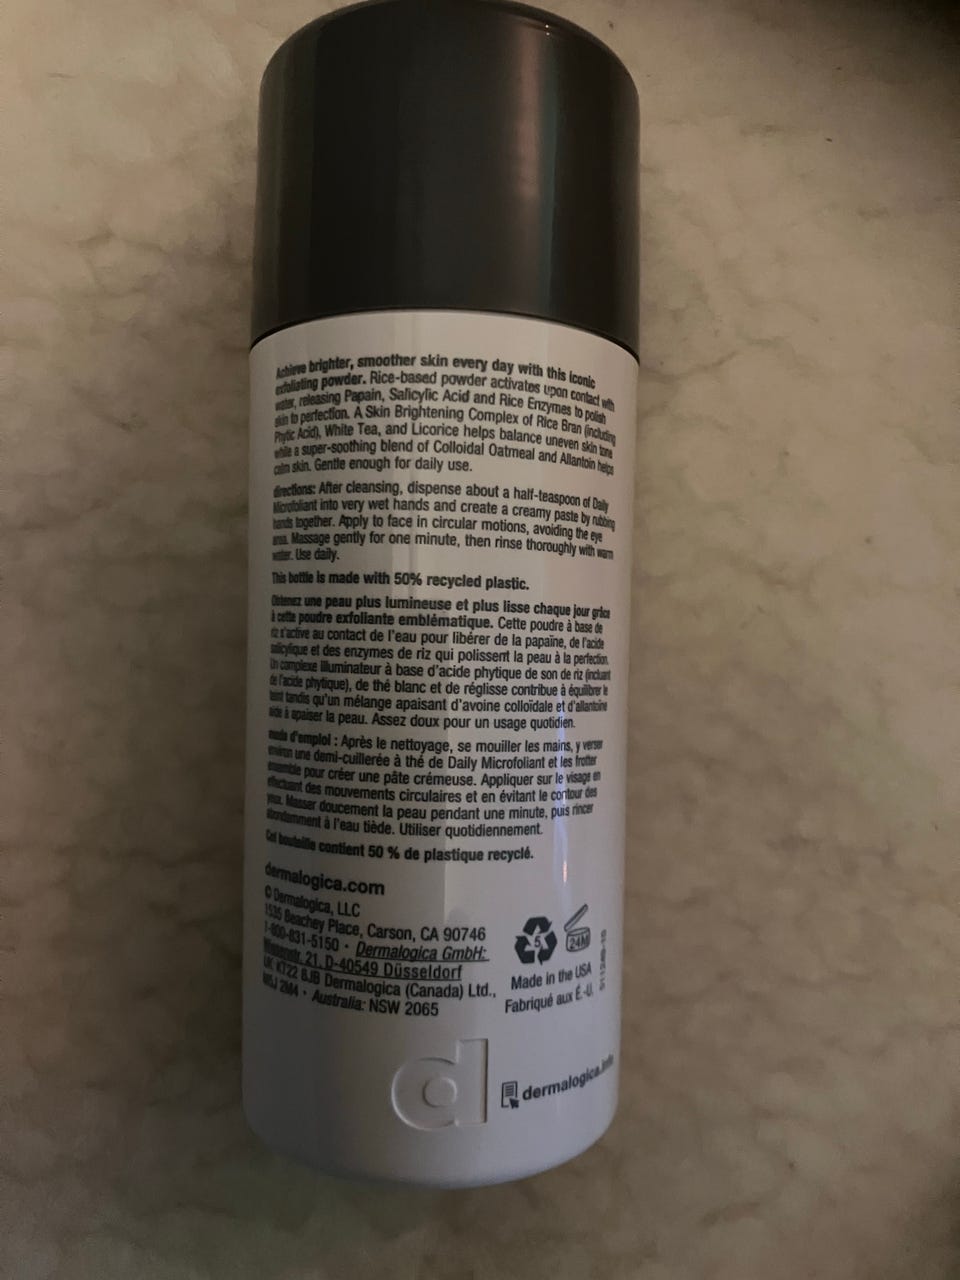 Achieve brighter, smoother skin every day with this iconic
exfoliating powder. Rice-based powder activates upon contact with
water, releasing Papain, Salicylic Acid and Rice Enzymes to polish
skin to perfection. A Skin Brightening Complex of Rice Bran (including
Phytic Acid), White Tea, and Licorice helps balance uneven skin tone
while a super-soothing blend of Colloidal Oatmeal and Allantoin helps
calm skin. Gentle enough for daily use.
directions: After cleansing, dispense about a half-teaspoon of Daily
Microfoliant into very wet hands and create a creamy paste by rubbing
hands together. Apply to face in circular motions, avoiding the eye
area. Massage gently for one minute, then rinse thoroughly with warm
water. Use daily.
This bottle is made with 50% recycled plastic.
Obtenez une peau plus lumineuse et plus lisse chaque jour grâce
à cette poudre exfoliante emblématique. Cette poudre à base de
riz s'active au contact de l'eau pour libérer de la papaïne, de l'acide
salicylique et des enzymes de riz qui polissent la peau à la perfection.
Un complexe illuminateur à base d'acide phytique de son de riz (incluant
de l'acide phytique), de thé blanc et de réglisse contribue à équilibrer le
teint tandis qu'un mélange apaisant d'avoine colloïdale et d'allantoïne
aide à apaiser la peau. Assez doux pour un usage quotidien.
mode d'emploi : Après le nettoyage, se mouiller les mains, y verser
environ une demi-cuillerée à thé de Daily Microfoliant et les frotter
ensemble pour créer une pâte crémeuse. Appliquer sur le visage en
effectuant des mouvements circulaires et en évitant le contour des
yeux. Masser doucement la peau pendant une minute, puis rincer
abondamment à l'eau tiède. Utiliser quotidiennement.
Cet bouteille contient 50 % de plastique recyclé.
dermalogica.com
© Dermalogica, LLC
1535 Beachey Place, Carson, CA 90746
1-800-831-5150 • Dermalogica GmbH:
21, D-40549 Düsseldorf
UK KT22 8JB Dermalogica (Canada) Ltd.,
M5J 2M4 • Australia: NSW 2065
5
24M
Made in the USA
Fabriqué aux É.-U.
d
dermalogica.info